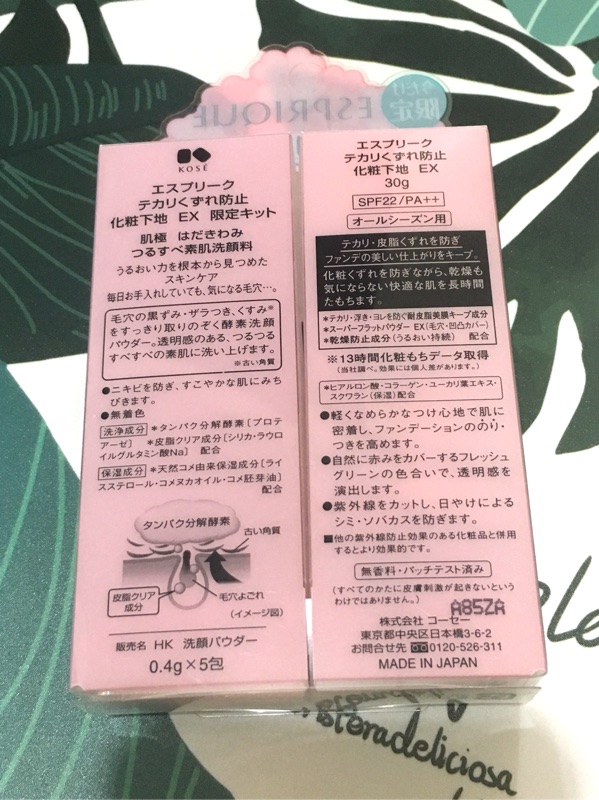 今だけ
限定
ESPRIQUE
KOSÉ
エスプリーク
テカリくずれ防止
化粧下地 EX 限定キット
肌極 はだきわみ
つるすべ素肌洗顔料
うるおい力を根本から見つめた
スキンケア
毎日お手入れしていても、気になる毛穴…。
毛穴の黒ずみ・ザラつき、くすみ※
をすっきり取りのぞく酵素洗顔
パウダー。透明感のある、つるつる
すべすべの素肌に洗い上げます。
※古い角質
●ニキビを防ぎ、すこやかな肌にみち
びきます。
●無着色
洗浄成分 *タンパク分解酵素〔プロテ
アーゼ〕 *皮脂クリア成分〔シリカ・ラウロ
イルグルタミン酸Na〕 配合
保湿成分 *天然コメ由来保湿成分〔ライ
スステロール・コメヌカオイル・コメ胚芽油〕
配合
タンパク分解酵素
古い角質
皮脂クリア
成分
毛穴よごれ
(イメージ図)
販売名 HK 洗顔パウダー
0.4g×5包
エスプリーク
テカリくずれ防止
化粧下地 EX
30g
SPF22/PA++
オールシーズン用
テカリ・皮脂くずれを防ぎ
ファンデの美しい仕上がりをキープ。
化粧くずれを防ぎながら、乾燥も
気にならない快適な肌を長時間
たもちます。
*テカリ・浮き・ヨレを防ぐ耐皮脂美膜キープ成分
*スーパーフラットパウダー EX(毛穴・凹凸カバー)
*乾燥防止成分(うるおい持続) 配合
※13時間化粧もちデータ取得
(当社調べ。効果には個人差があります。)
*ヒアルロン酸・コラーゲン・ユーカリ葉エキス・
スクワラン(保湿)配合
●軽くなめらかなつけ心地で肌に
密着し、ファンデーションののり・
つきを高めます。
●自然に赤みをカバーするフレッシュ
グリーンの色合いで、透明感を
演出します。
●紫外線をカットし、日やけによる
シミ・ソバカスを防ぎます。
■他の紫外線防止効果のある化粧品と併用
するとより効果的です。
無香料・パッチテスト済み
(すべてのかたに皮膚刺激が起きないという
わけではありません。)
A85ZA
株式会社 コーセー
東京都中央区日本橋3-6-2
お問合せ先 0120-526-311
MADE IN JAPAN
deliciosa